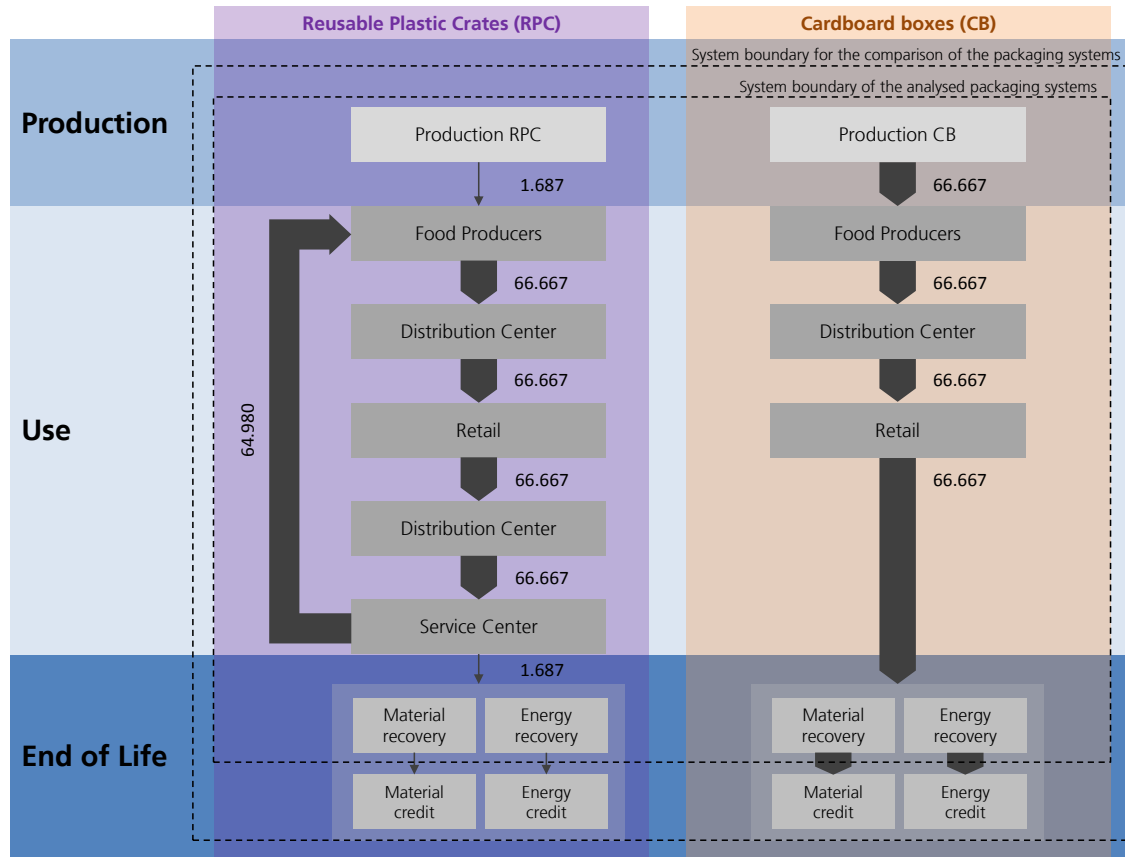 Reusable Plastic Crates (RPC)
Cardboard boxes (CB)
System boundary for the comparison of the packaging systems
System boundary of the analysed packaging systems
Production
Production RPC
Production CB
1.687
66.667
Use
Food Producers
Food Producers
66.667
66.667
Distribution Center
Distribution Center
66.667
66.667
64.980
Retail
Retail
66.667
66.667
Distribution Center
66.667
Service Center
1.687
End of Life
Material
recovery
Energy
recovery
Material
recovery
Energy
recovery
Material
credit
Energy
credit
Material
credit
Energy
credit